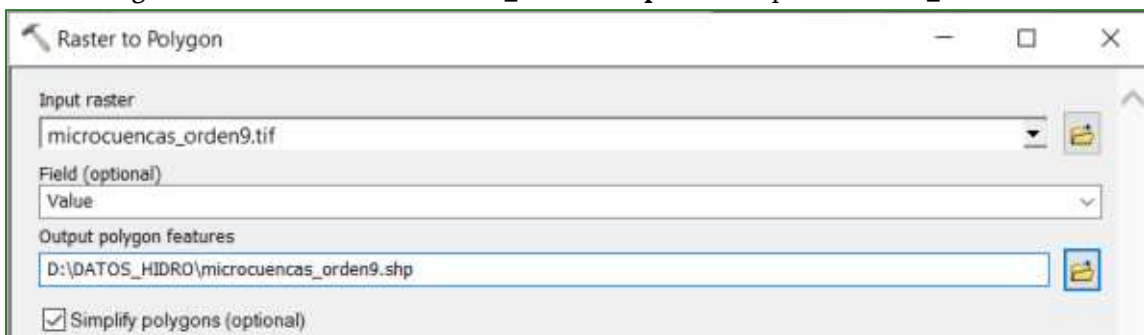 Raster to Polygon
Input raster
microcuencas_orden9.tif
Field (optional)
Value
Output polygon features
D:\DATOS_HIDRO\microcuencas_orden9.shp
Simplify polygons (optional)